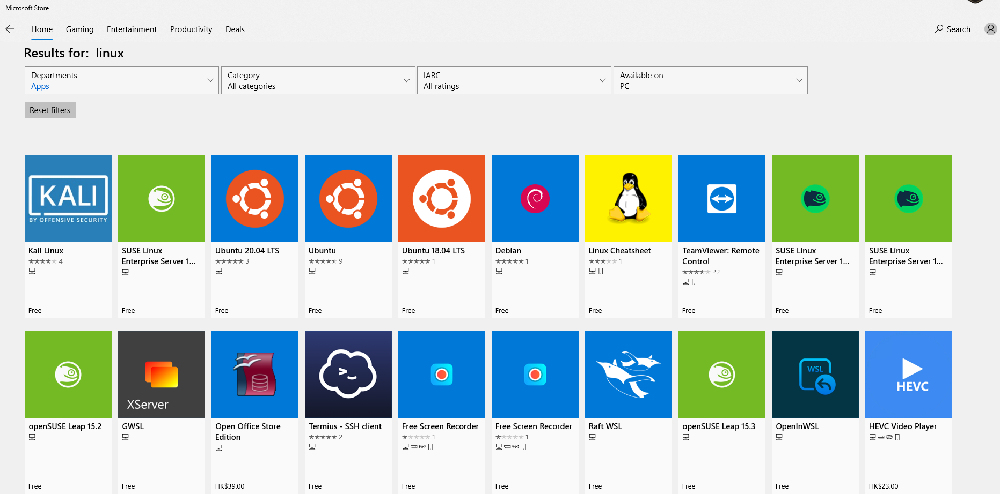 Microsoft Store
Home Gaming Entertainment Productivity Deals
Search
Results for: linux
Departments
Apps
Category
All categories
IARC
All ratings
Available on
PC
Reset filters
KALI
BY OFFENSIVE SECURITY
Kali Linux
4
Free
SUSE Linux
Enterprise Server 1...
Free
Ubuntu 20.04 LTS
3
Free
Ubuntu
9
Free
Ubuntu 18.04 LTS
1
Free
Debian
1
Free
Linux Cheatsheet
1
Free
TeamViewer: Remote
Control
22
Free
SUSE Linux
Enterprise Server 1...
Free
SUSE Linux
Enterprise Server 1...
Free
openSUSE Leap 15.2
Free
XServer
GWSL
Free
Open Office Store
Edition
HK$39.00
Termius - SSH client
2
Free
Free Screen Recorder
1
Free
Free Screen Recorder
1
Free
Raft WSL
Free
openSUSE Leap 15.3
Free
WSL
OpenInWSL
Free
HEVC
HEVC Video Player
HK$23.00